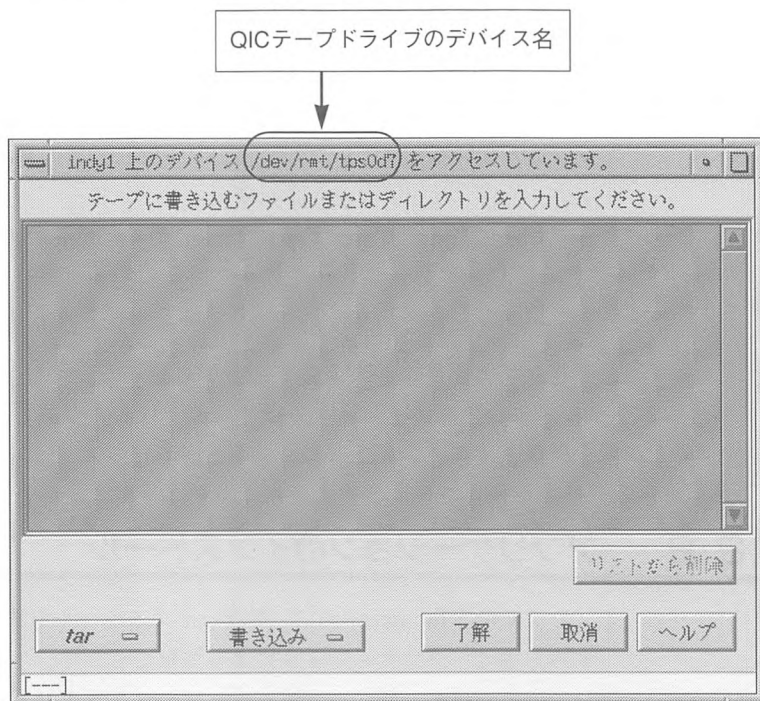 QICテープドライブのデバイス名
indy1 上のデバイス /dev/rmt/tps0d7 をアクセスしています。
テープに書き込むファイルまたはディレクトリを入力してください。
リストから削除
tar
書き込み
了解
取消
ヘルプ
[---]